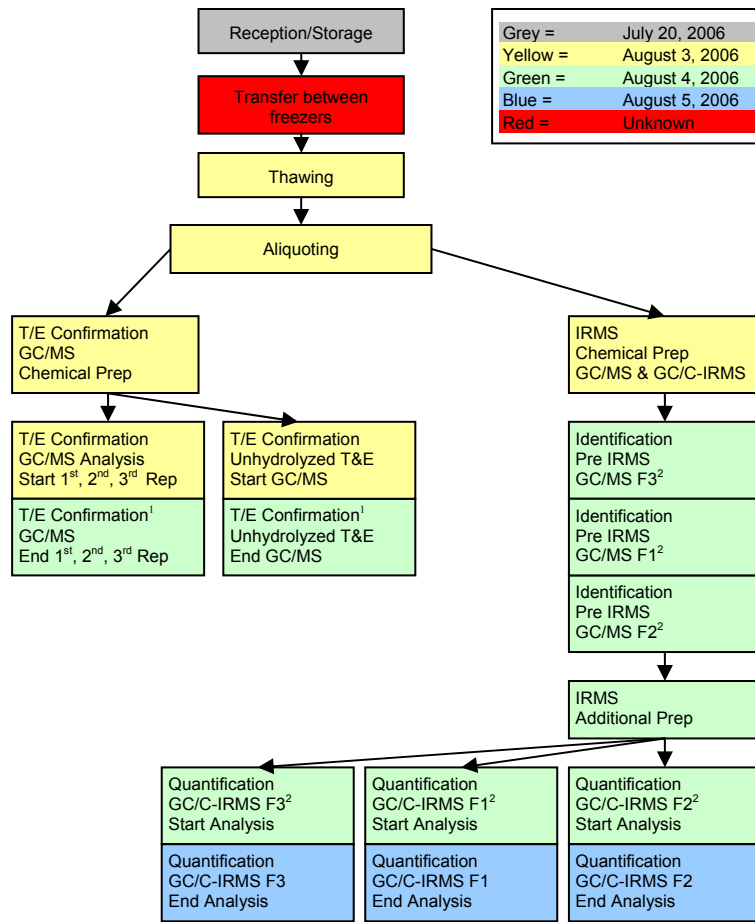 Reception/Storage
Grey = July 20, 2006
Yellow = August 3, 2006
Green = August 4, 2006
Blue = August 5, 2006
Red = Unknown
Transfer between
freezers
Thawing
Aliquoting
T/E Confirmation
GC/MS
Chemical Prep
IRMS
Chemical Prep
GC/MS & GC/C-IRMS
T/E Confirmation
GC/MS Analysis
Start 1st, 2nd, 3rd Rep
T/E Confirmation
Unhydrolyzed T&E
Start GC/MS
Identification
Pre IRMS
GC/MS F3²
T/E Confirmation¹
GC/MS
End 1st, 2nd, 3rd Rep
T/E Confirmation¹
Unhydrolyzed T&E
End GC/MS
Identification
Pre IRMS
GC/MS F1²
Identification
Pre IRMS
GC/MS F2²
IRMS
Additional Prep
Quantification
GC/C-IRMS F3²
Start Analysis
Quantification
GC/C-IRMS F1²
Start Analysis
Quantification
GC/C-IRMS F2²
Start Analysis
Quantification
GC/C-IRMS F3
End Analysis
Quantification
GC/C-IRMS F1
End Analysis
Quantification
GC/C-IRMS F2
End Analysis